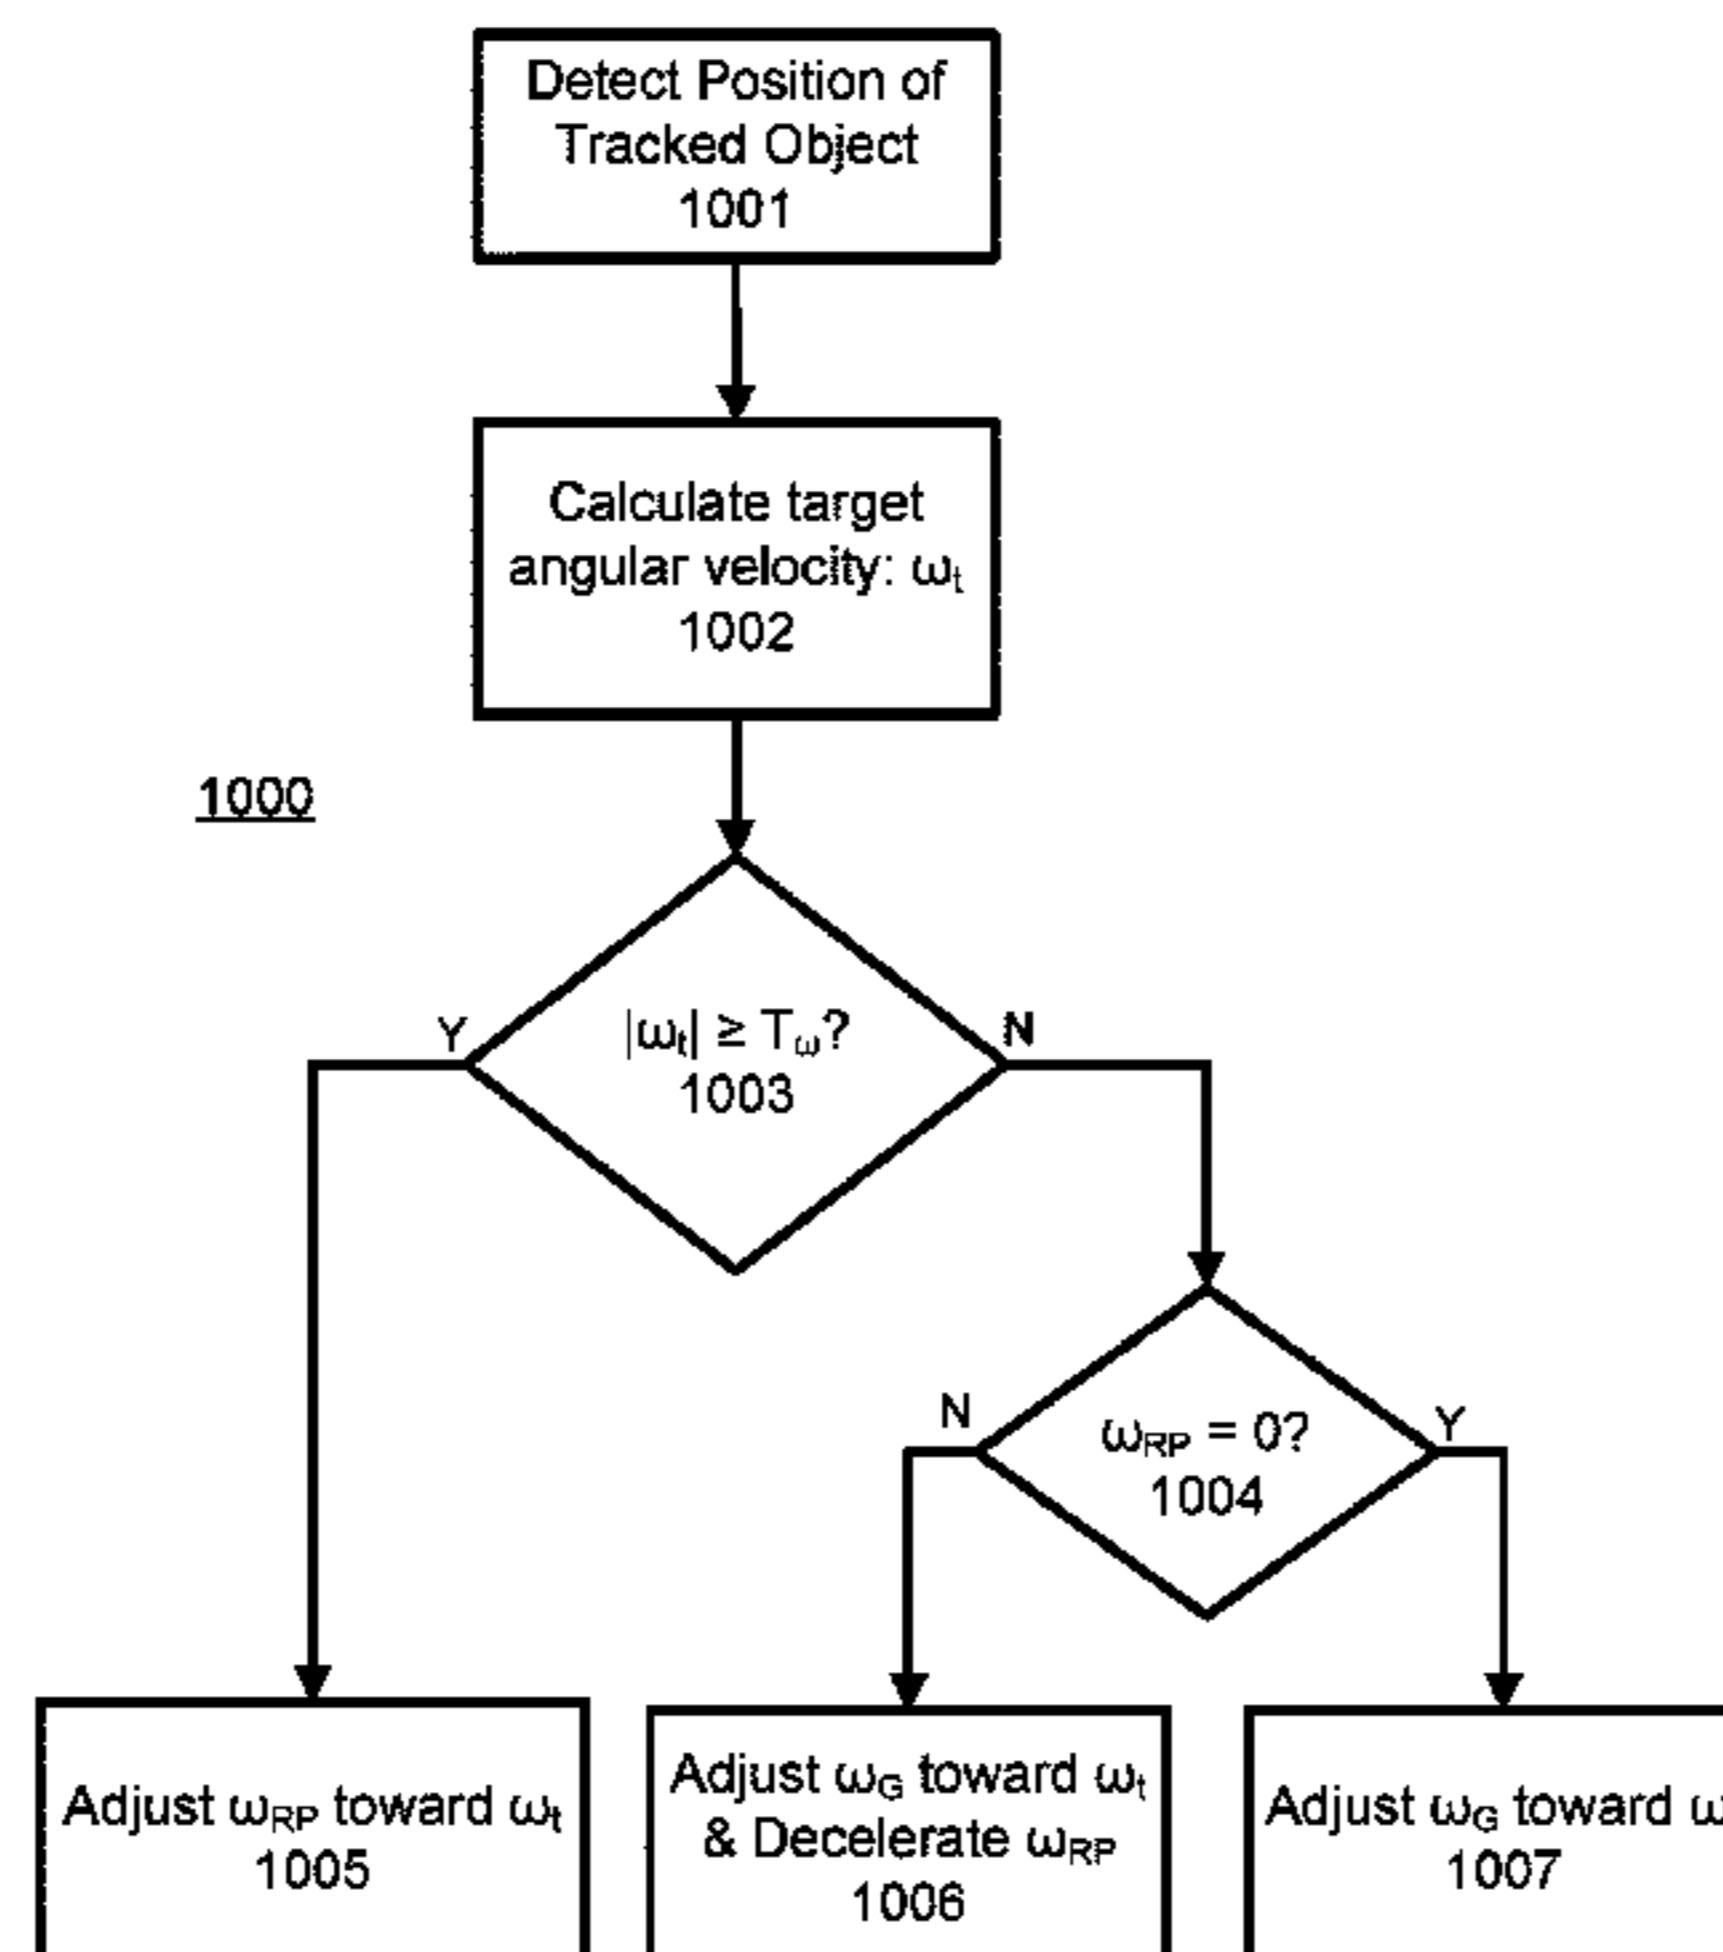 Detect Position of
Tracked Object
1001
Calculate target
angular velocity: ωt
1002
1000
|ωt| ≥ Tω?
1003
Y
N
ωRP = 0?
1004
N
Y
Adjust ωRP toward ωt
1005
Adjust ωG toward ωt
& Decelerate ωRP
1006
Adjust ωG toward ω
1007